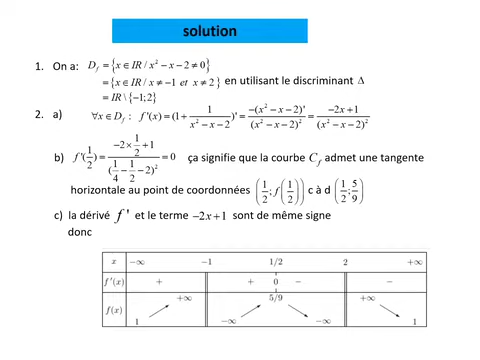 solution
1. On a: D_f = {x ∈ IR / x² − x − 2 ≠ 0}
= {x ∈ IR / x ≠ −1 et x ≠ 2} en utilisant le discriminant Δ
= IR \ {−1;2}
2. a) ∀x ∈ D_f : f'(x) = (1 + 1/(x² − x − 2))' = −(x² − x − 2)'/(x² − x − 2)² = (−2x + 1)/(x² − x − 2)²
b) f'(1/2) = (−2 × 1/2 + 1)/(1/4 − 1/2 − 2)² = 0 ça signifie que la courbe C_f admet une tangente
horizontale au point de coordonnées (1/2; f(1/2)) c à d (1/2; 5/9)
c) la dérivé f' et le terme −2x+1 sont de même signe
donc
x −∞ −1 1/2 2 +∞
f'(x) + + 0 − −
f(x) 1 +∞ −∞ 5/9 −∞ +∞ 1